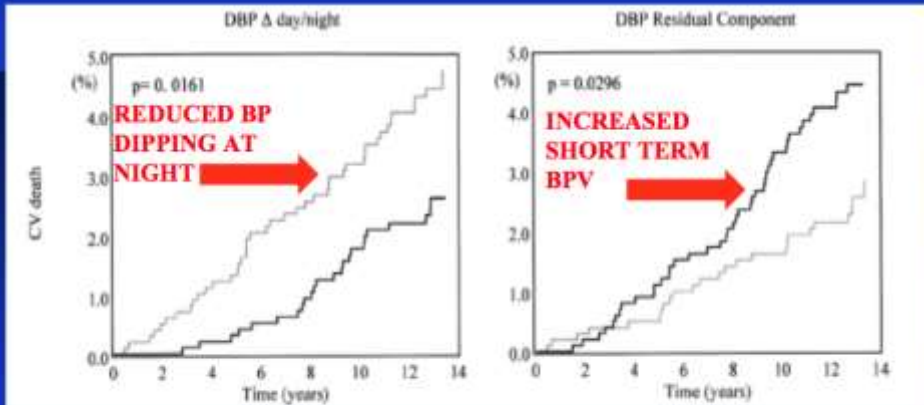 DBP Δ day/night
5.0
(%)
p= 0. 0161
REDUCED BP
DIPPING AT
NIGHT
4.0
3.0
2.0
1.0
0.0
CV death
0 2 4 6 8 10 12 14
Time (years)
DBP Residual Component
5.0
(%)
p = 0.0296
INCREASED
SHORT TERM
BPV
4.0
3.0
2.0
1.0
0.0
0 2 4 6 8 10 12 14
Time (years)